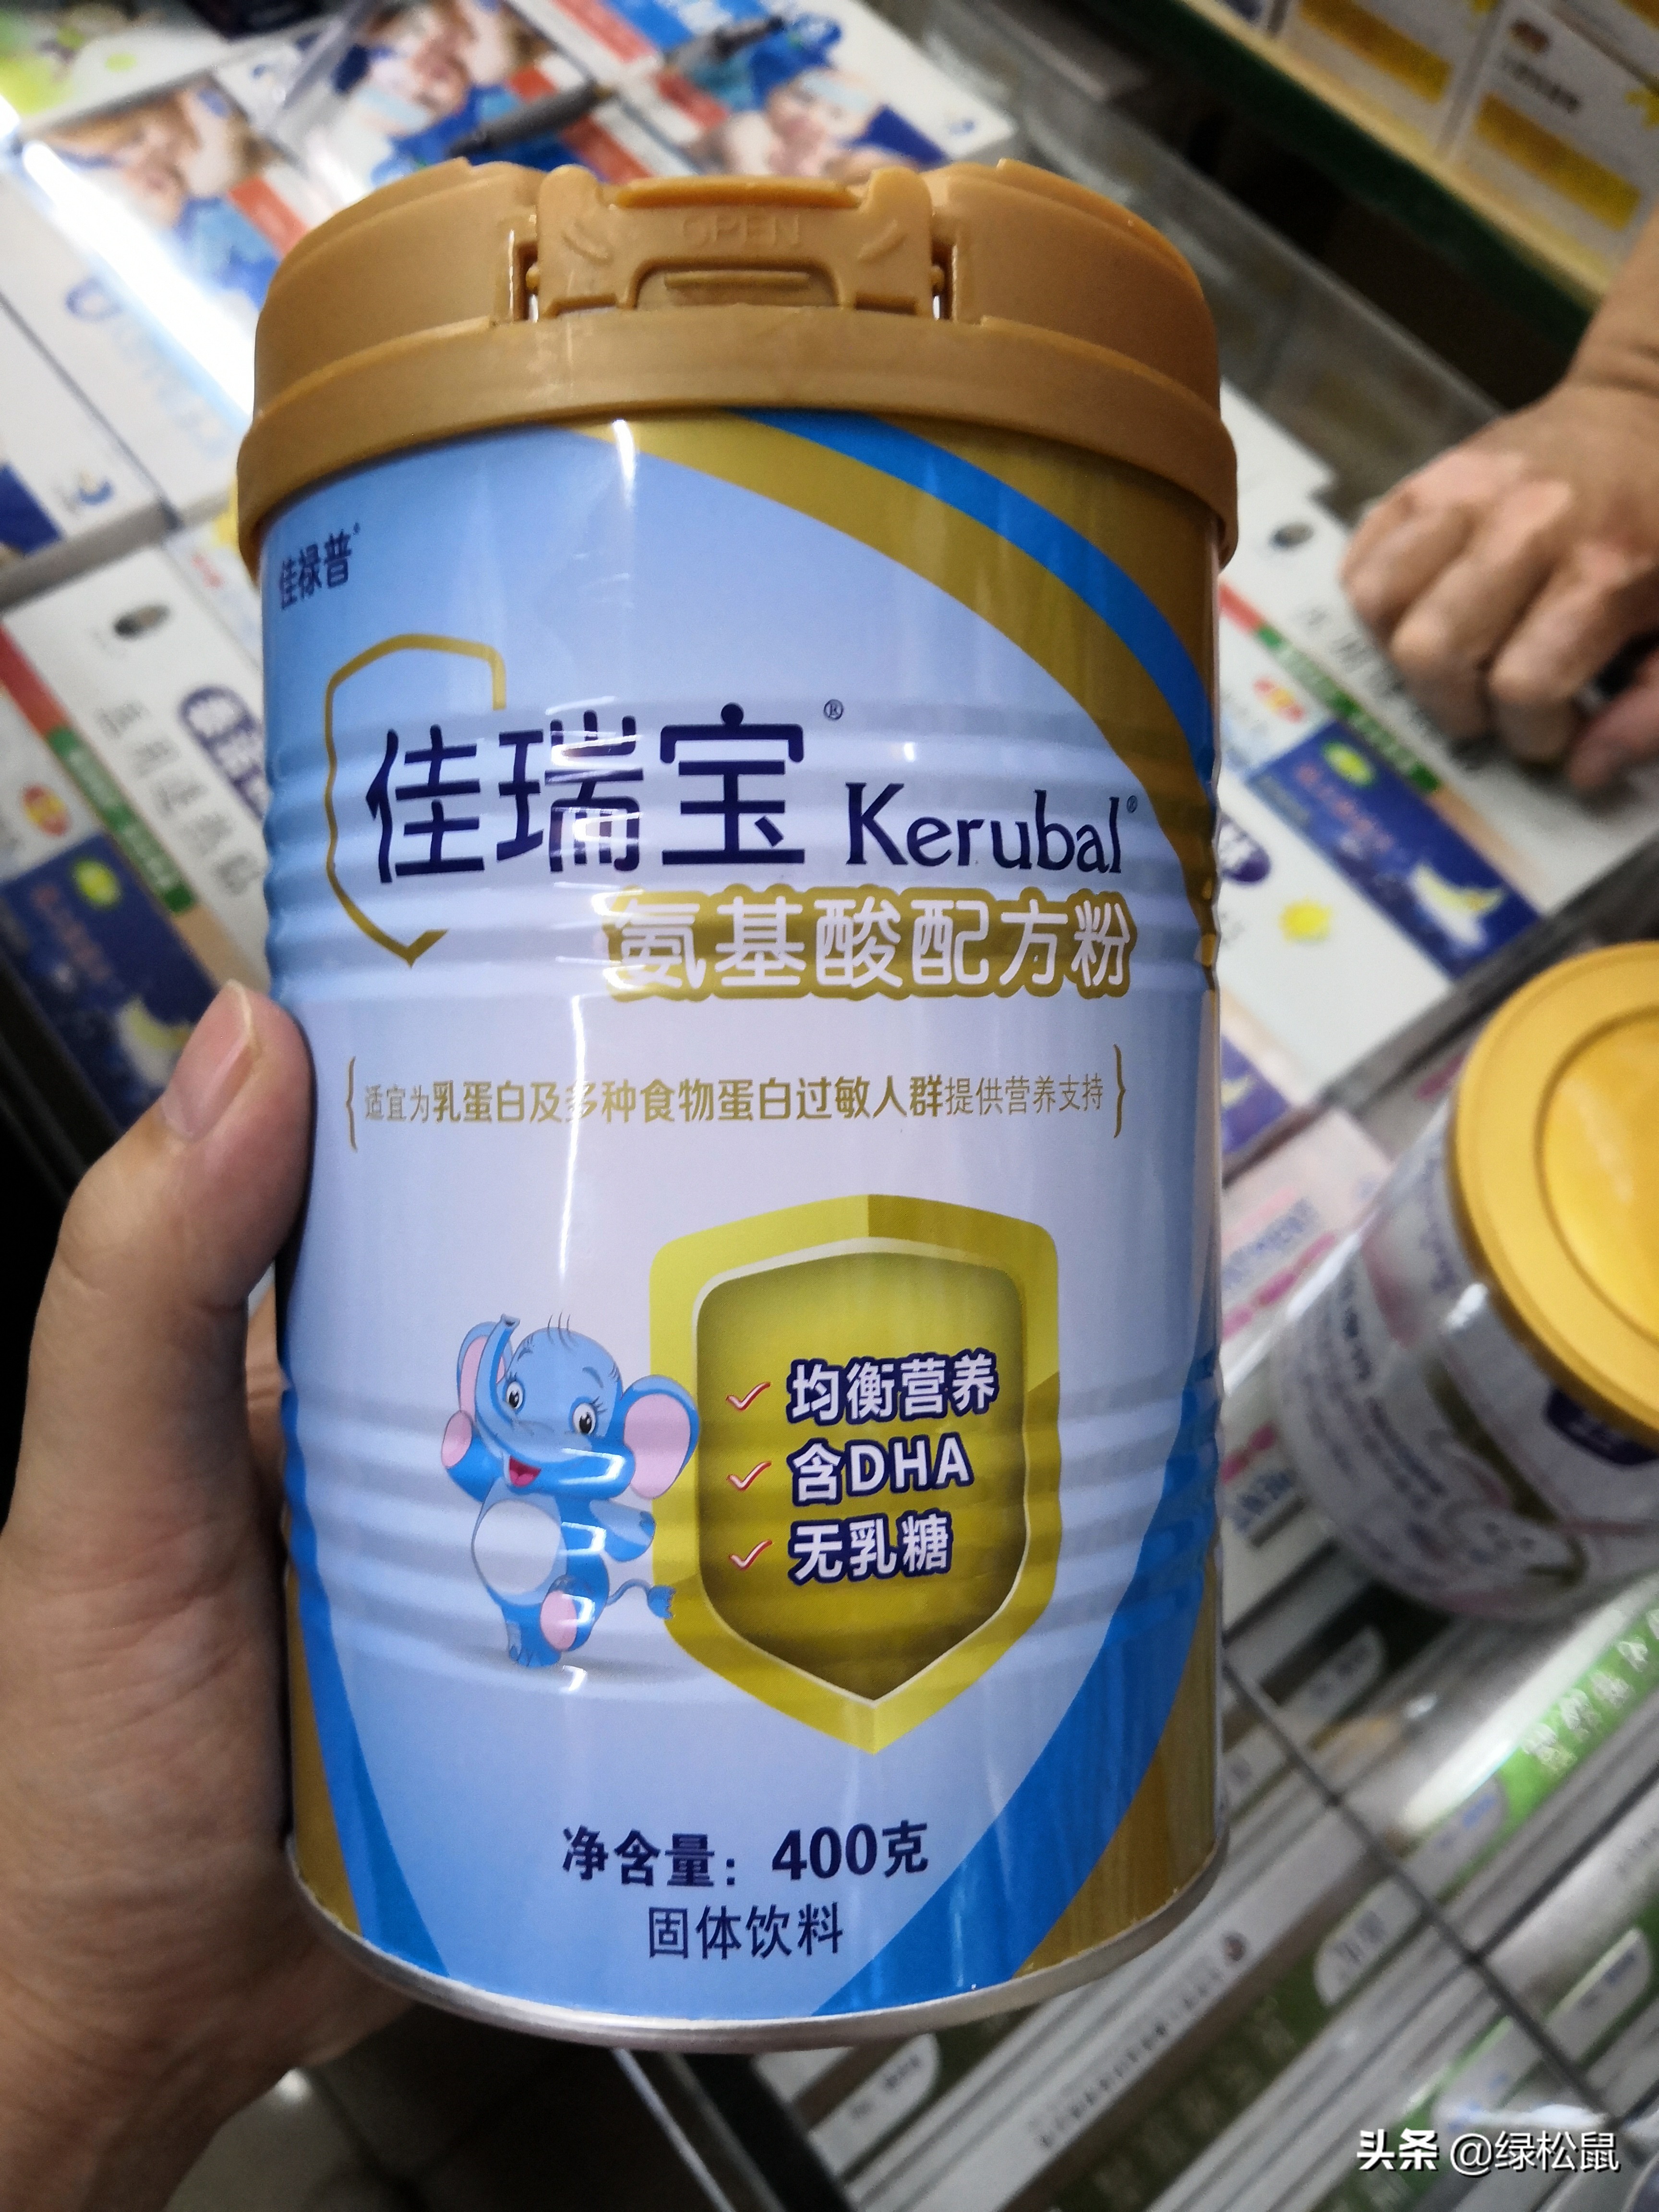 OPEN
佳禄普®
佳瑞宝® Kerubal®
氨基酸配方粉
{适宜为乳蛋白及多种食物蛋白过敏人群提供营养支持}
✓ 均衡营养
✓ 含DHA
✓ 无乳糖
净含量：400克
固体饮料
头条 @绿松鼠